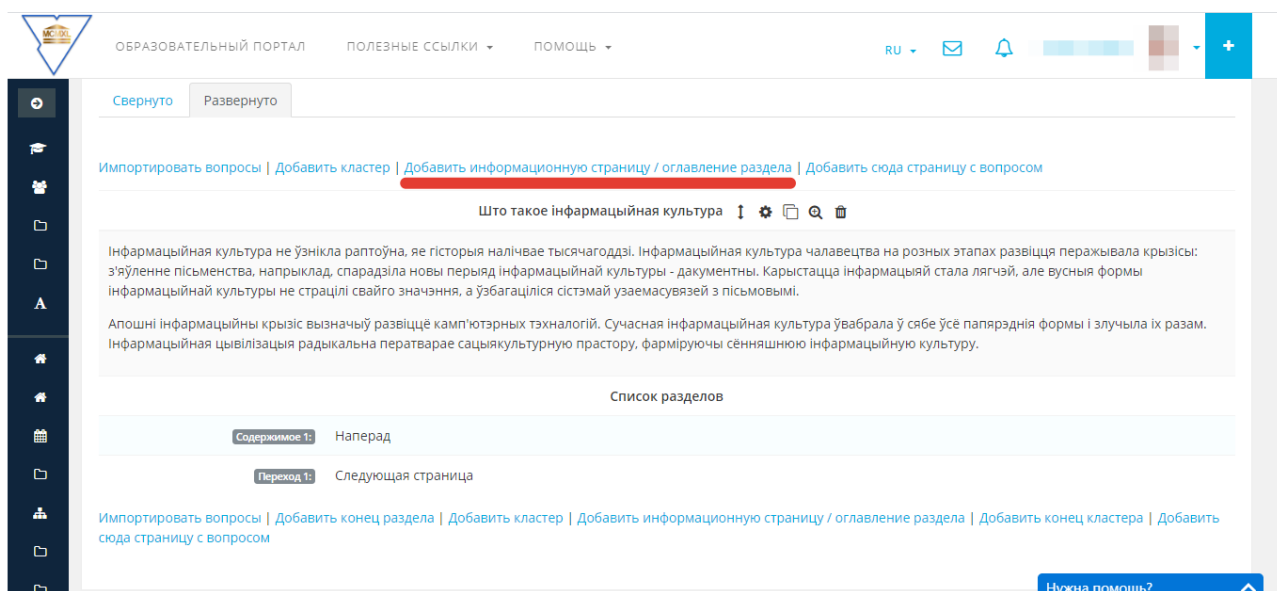 MCMXXI
ОБРАЗОВАТЕЛЬНЫЙ ПОРТАЛ ПОЛЕЗНЫЕ ССЫЛКИ ПОМОЩЬ RU
Свернуто Развернуто
Импортировать вопросы | Добавить кластер | Добавить информационную страницу / оглавление раздела | Добавить сюда страницу с вопросом
Што такое інфармацыйная культура
Інфармацыйная культура не ўзнікла раптоўна, яе гісторыя налічвае тысячагоддзі. Інфармацыйная культура чалавецтва на розных этапах развіцця перажывала крызісы:
з'яўленне пісьменства, напрыклад, спарадзіла новы перыяд інфармацыйнай культуры - дакументны. Карыстацца інфармацыяй стала лягчэй, але вусныя формы
інфармацыйнай культуры не страцілі свайго значэння, а ўзбагаціліся сістэмай узаемасувязей з пісьмовымі.
Апошні інфармацыйны крызіс вызначыў развіццё камп'ютэрных тэхналогій. Сучасная інфармацыйная культура ўвабрала ў сябе ўсё папярэднія формы і злучыла іх разам.
Інфармацыйная цывілізацыя радыкальна ператварае сацыякультурную прастору, фарміруючы сённяшнюю інфармацыйную культуру.
Список разделов
Содержимое 1: Наперад
Переход 1: Следующая страница
Импортировать вопросы | Добавить конец раздела | Добавить кластер | Добавить информационную страницу / оглавление раздела | Добавить конец кластера | Добавить
сюда страницу с вопросом
Нужна помощь?
A